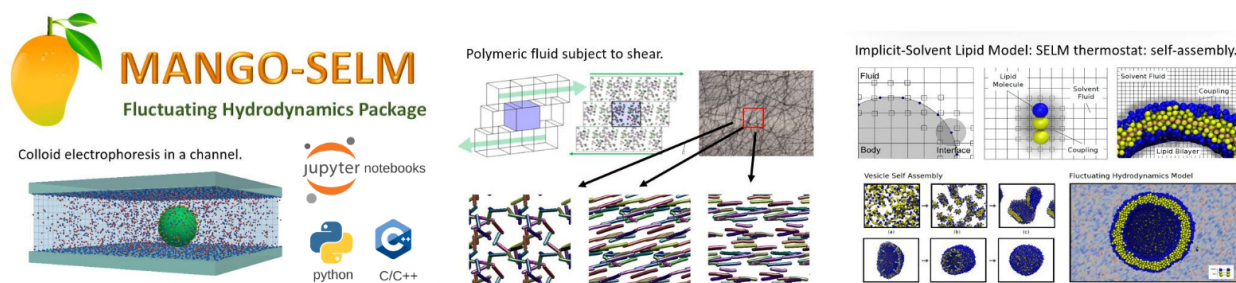 MANGO-SELM
Fluctuating Hydrodynamics Package
Colloid electrophoresis in a channel.
jupyter notebooks
python
C/C++
Polymeric fluid subject to shear.
Implicit-Solvent Lipid Model: SELM thermostat: self-assembly.
Fluid
Body
Interface
Lipid
Molecule
Solvent
Fluid
Coupling
Solvent Fluid
Coupling
Lipid Bilayer
Vesicle Self Assembly
(a)
(b)
(c)
Fluctuating Hydrodynamics Model